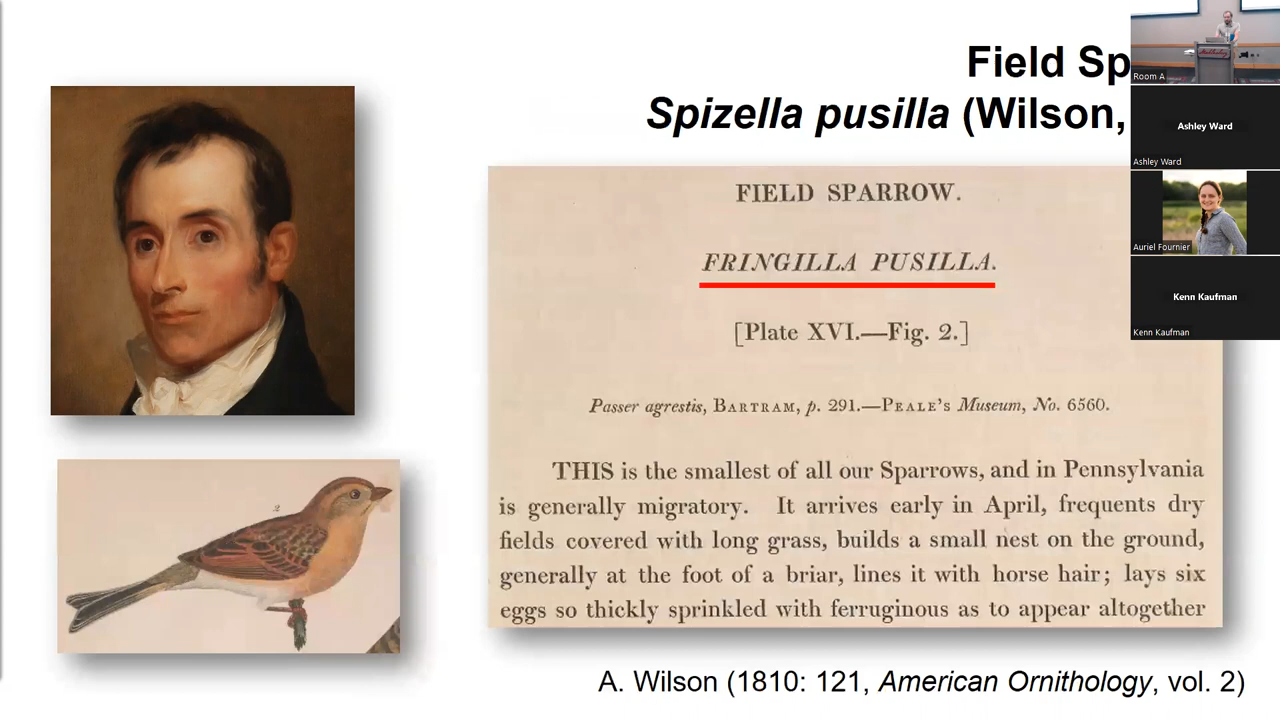 Field Sp
Spizella pusilla (Wilson,
FIELD SPARROW.
FRINGILLA PUSILLA.
[Plate XVI.—Fig. 2.]
Passer agrestis, BARTRAM, p. 291.—PEALE'S Museum, No. 6560.
THIS is the smallest of all our Sparrows, and in Pennsylvania
is generally migratory. It arrives early in April, frequents dry
fields covered with long grass, builds a small nest on the ground,
generally at the foot of a briar, lines it with horse hair; lays six
eggs so thickly sprinkled with ferruginous as to appear altogether
A. Wilson (1810: 121, American Ornithology, vol. 2)
2
Room A
Ashley Ward
Ashley Ward
Auriel Fournier
Kenn Kaufman
Kenn Kaufman